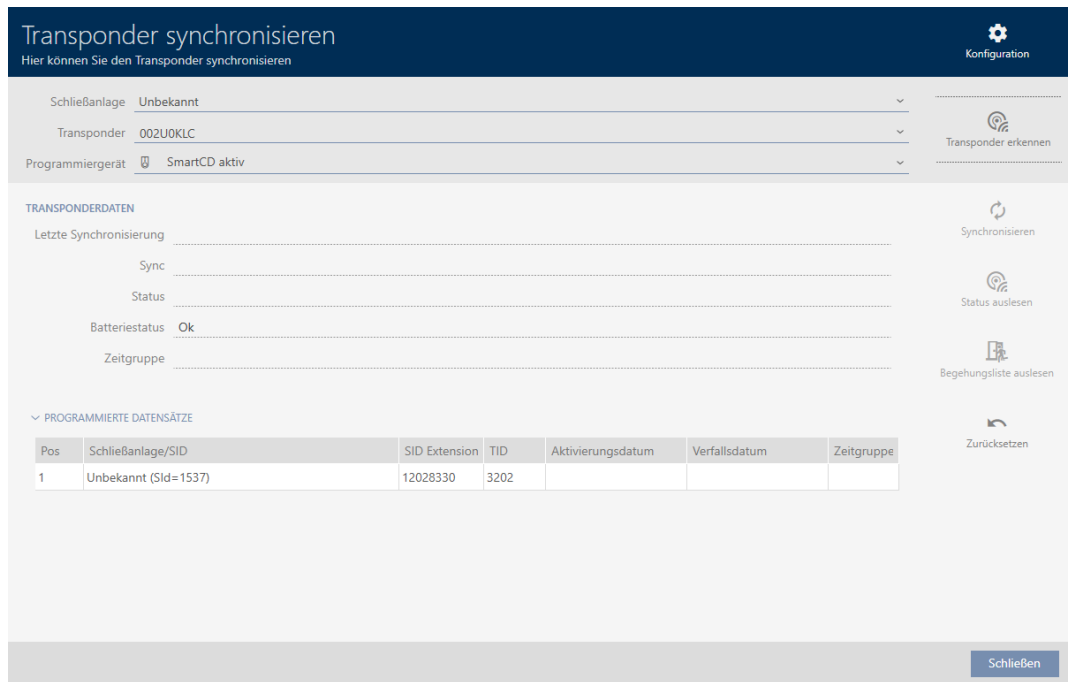 Transponder synchronisieren
Hier können Sie den Transponder synchronisieren
Konfiguration
Schließanlage Unbekannt
Transponder 002U0KLC
Programmiergerät SmartCD aktiv
Transponder erkennen
TRANSPONDERDATEN
Letzte Synchronisierung
Sync
Status
Batteriestatus Ok
Zeitgruppe
Synchronisieren
Status auslesen
Begehungsliste auslesen
Zurücksetzen
PROGRAMMIERTE DATENSÄTZE
Pos Schließanlage/SID SID Extension TID Aktivierungsdatum Verfallsdatum Zeitgruppe
1 Unbekannt (SId=1537) 12028330 3202
Schließen